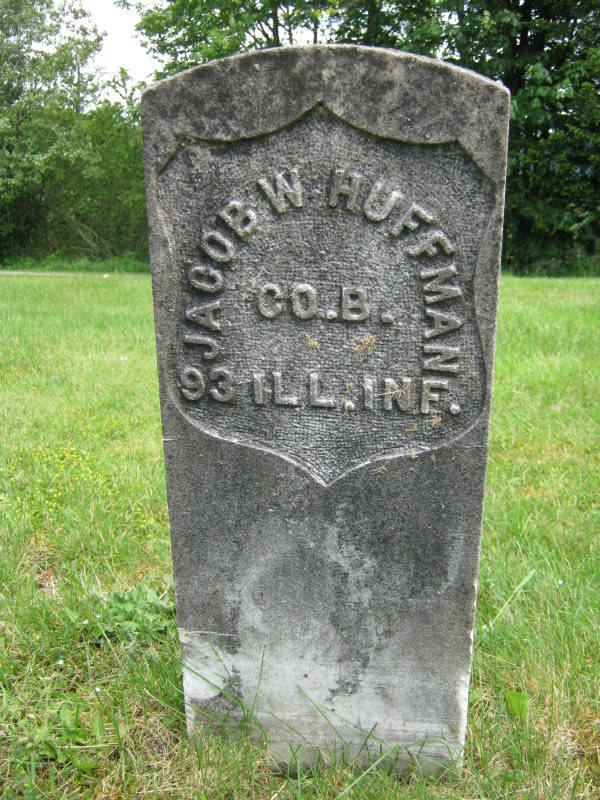 JACOB W HUFFMAN
CO. B.
93 ILL. INF.